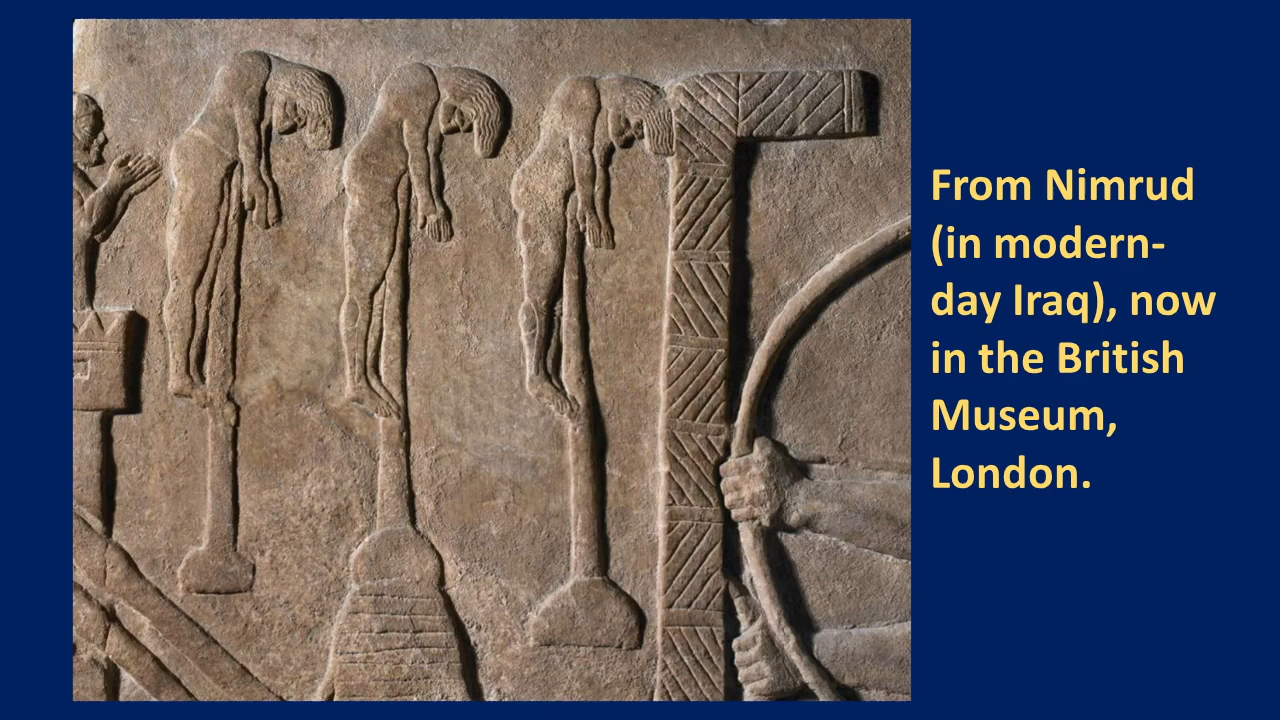 From Nimrud
(in modern-
day Iraq), now
in the British
Museum,
London.